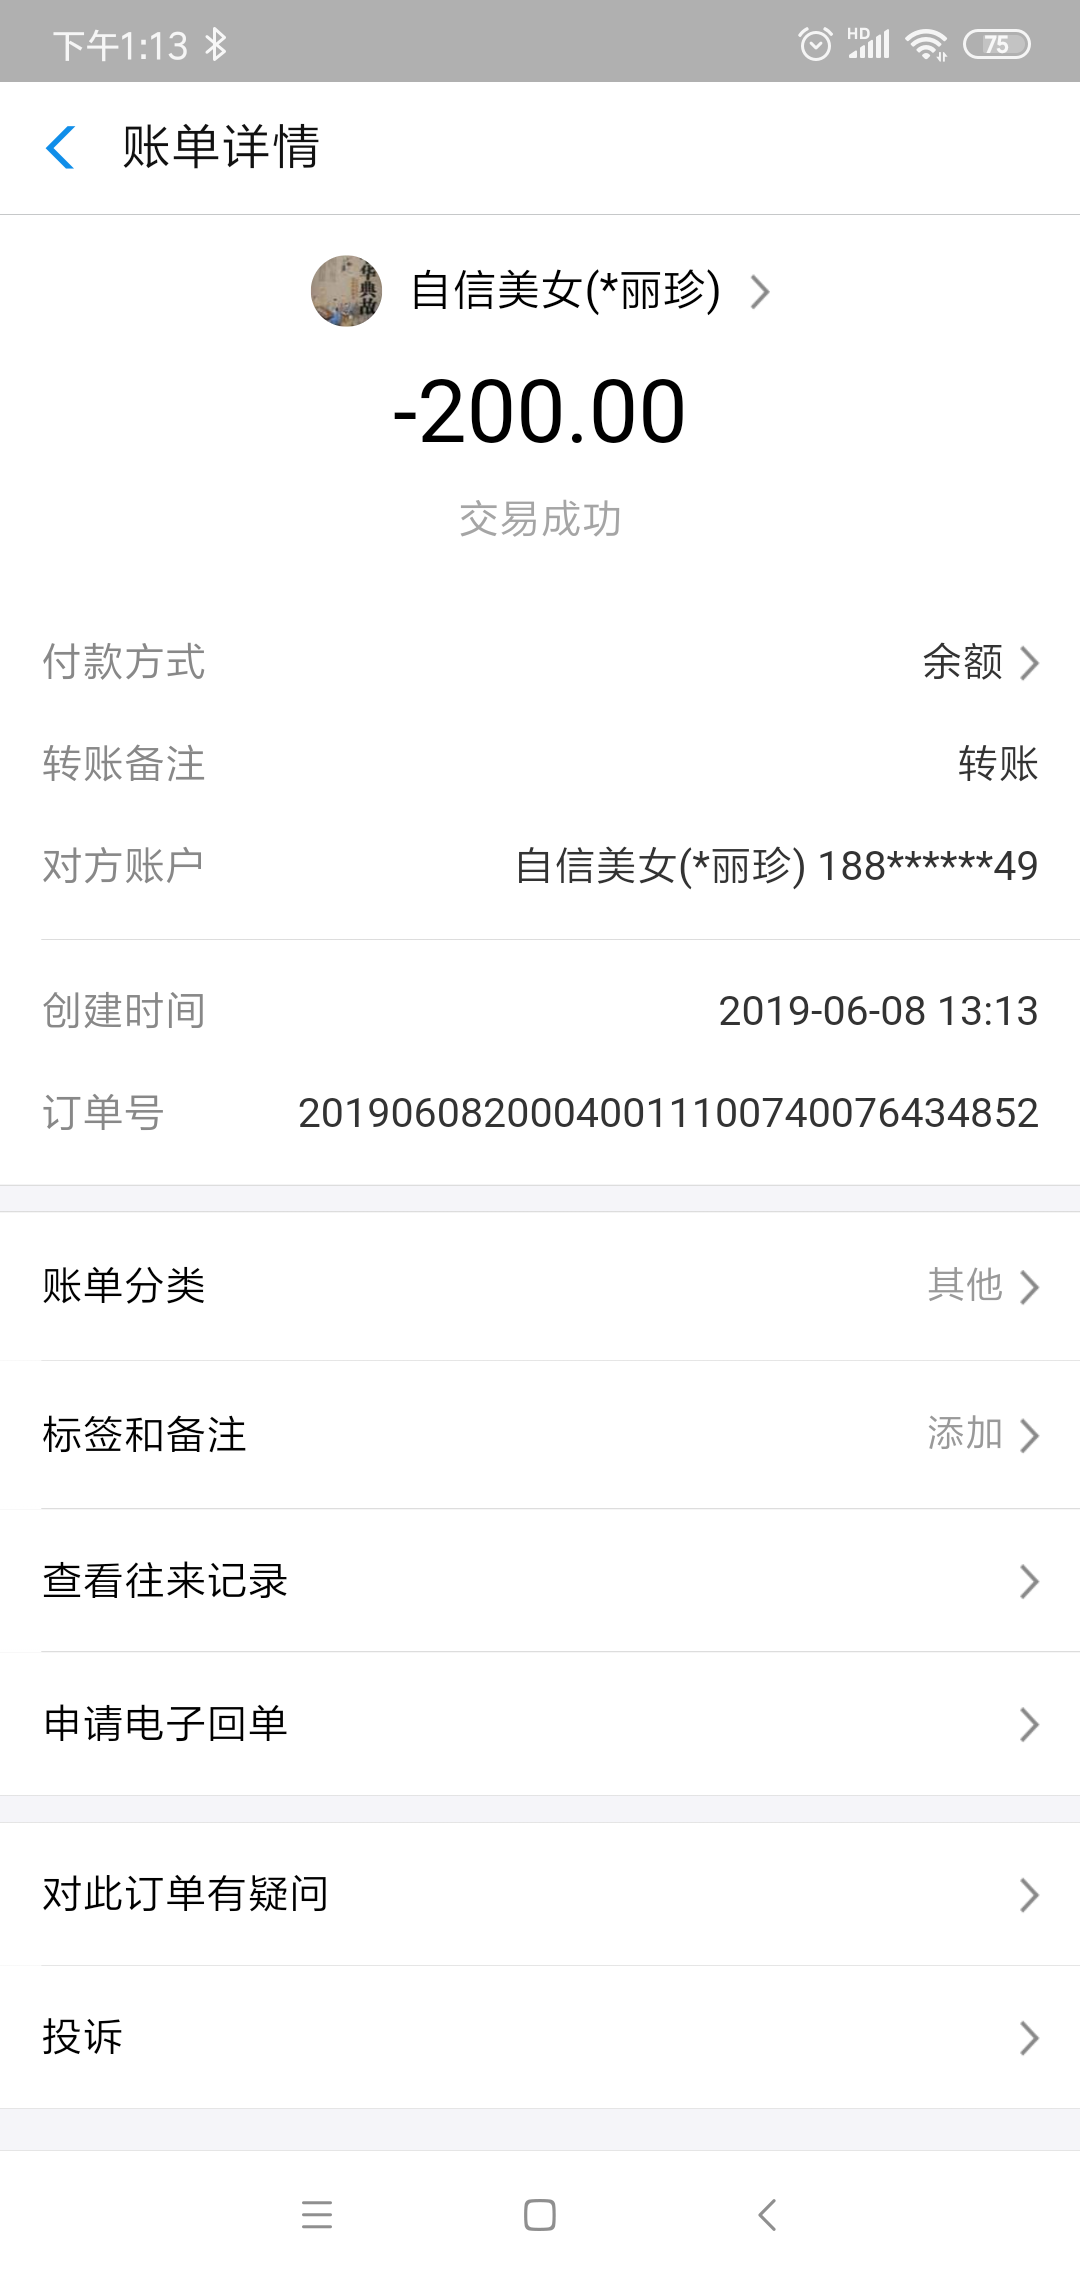 下午1:13
HD
75
账单详情
自信美女(*丽珍)
-200.00
交易成功
付款方式 余额
转账备注 转账
对方账户 自信美女(*丽珍) 188******49
创建时间 2019-06-08 13:13
订单号 20190608200040011100740076434852
账单分类 其他
标签和备注 添加
查看往来记录
申请电子回单
对此订单有疑问
投诉